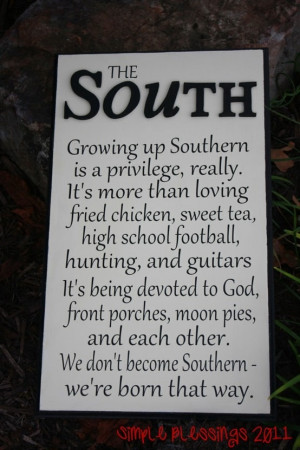 THE
SOUTH
Growing up Southern
is a privilege, really.
It's more than loving
fried chicken, sweet tea,
high school football,
hunting, and guitars
It's being devoted to God,
front porches, moon pies,
and each other.
We don't become Southern -
we're born that way.
Simple Blessings 2011